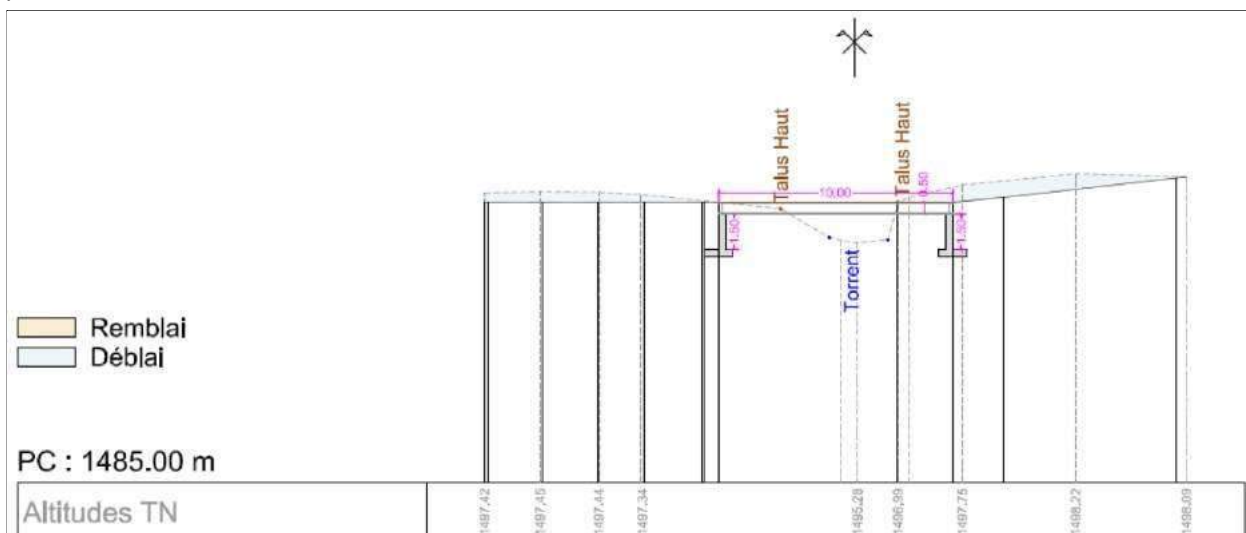 Talus Haut
Talus Haut
10,00
0.50
1.50
1.50
Torrent
Remblai
Déblai
PC : 1485.00 m
Altitudes TN
1497.42
1497.45
1497.44
1497.34
1495.28
1496.99
1497.75
1498.22
1498.09